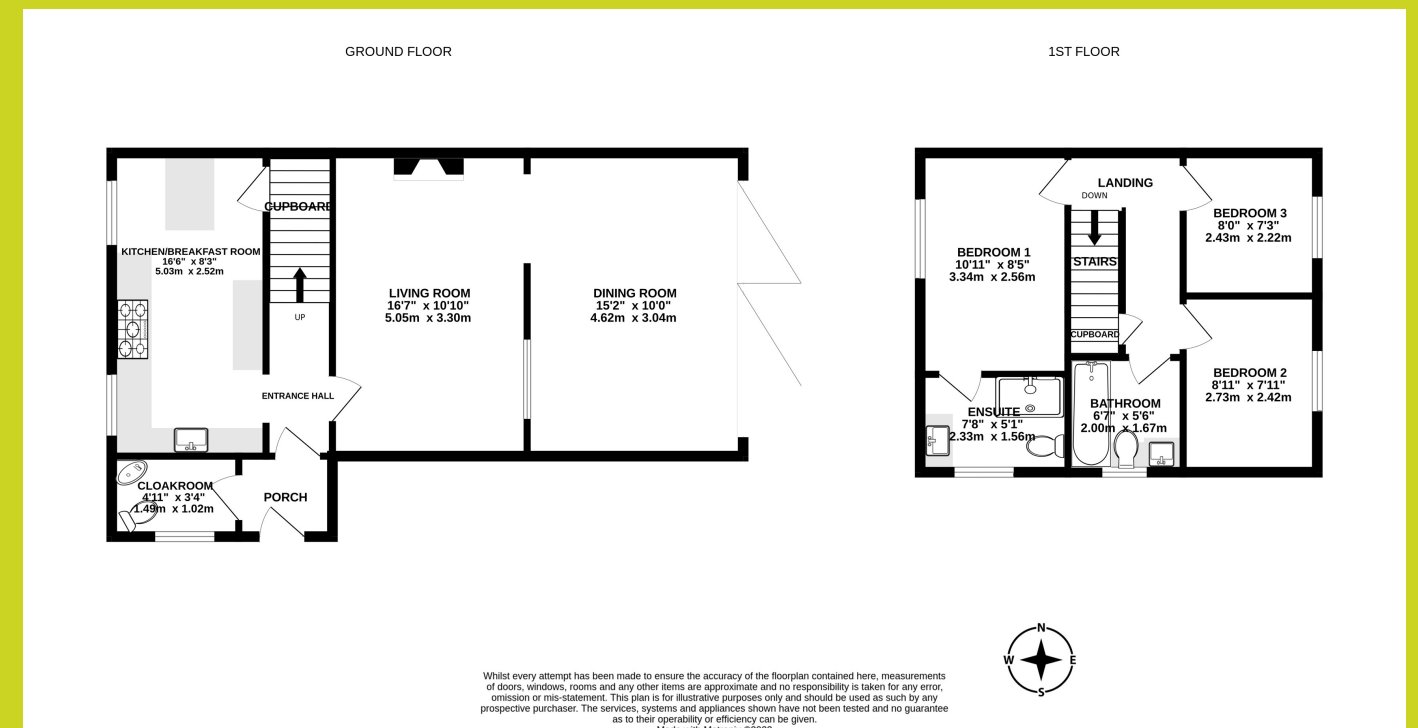 GROUND FLOOR
1ST FLOOR
CUPBOARD
KITCHEN/BREAKFAST ROOM
16'6" x 8'3"
5.03m x 2.52m
LIVING ROOM
16'7" x 10'10"
5.05m x 3.30m
DINING ROOM
15'2" x 10'0"
4.62m x 3.04m
UP
ENTRANCE HALL
CLOAKROOM
4'11" x 3'4"
1.49m x 1.02m
PORCH
LANDING
DOWN
BEDROOM 3
8'0" x 7'3"
2.43m x 2.22m
BEDROOM 1
10'11" x 8'5"
3.34m x 2.56m
STAIRS
CUPBOARD
BEDROOM 2
8'11" x 7'11"
2.73m x 2.42m
ENSUITE
7'8" x 5'1"
2.33m x 1.56m
BATHROOM
6'7" x 5'6"
2.00m x 1.67m
N
W E
S
Whilst every attempt has been made to ensure the accuracy of the floorplan contained here, measurements
of doors, windows, rooms and any other items are approximate and no responsibility is taken for any error,
omission or mis-statement. This plan is for illustrative purposes only and should be used as such by any
prospective purchaser. The services, systems and appliances shown have not been tested and no guarantee
as to their operability or efficiency can be given.